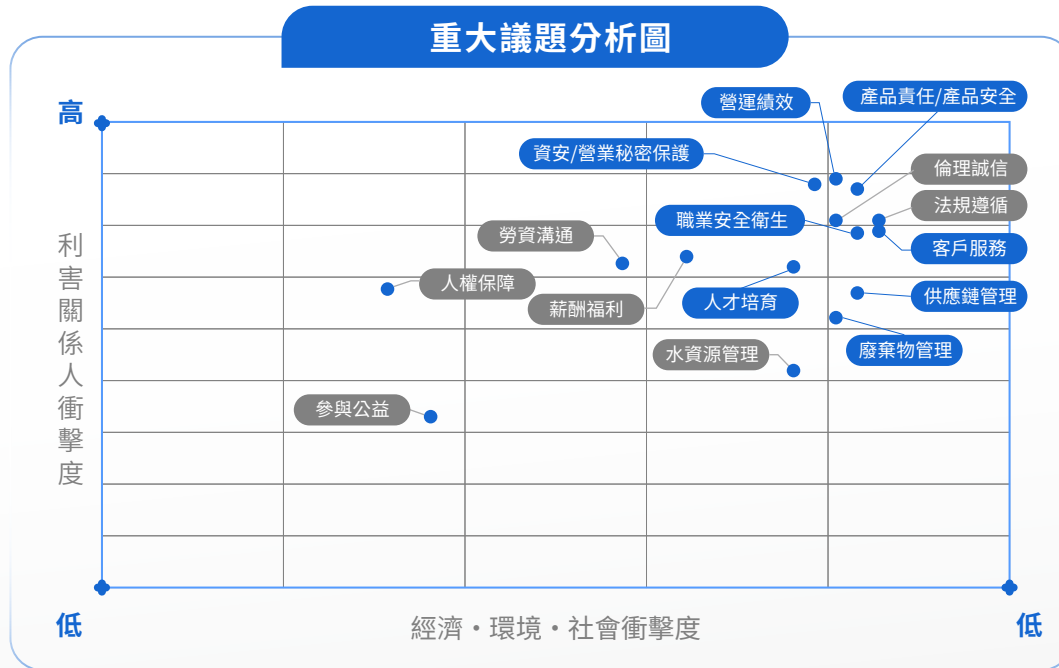 重大議題分析圖
高
營運績效
產品責任/產品安全
資安/營業秘密保護
倫理誠信
法規遵循
職業安全衛生
勞資溝通
客戶服務
人權保障
薪酬福利
人才培育
供應鏈管理
廢棄物管理
水資源管理
參與公益
利害關係人衝擊度
低
經濟・環境・社會衝擊度
低